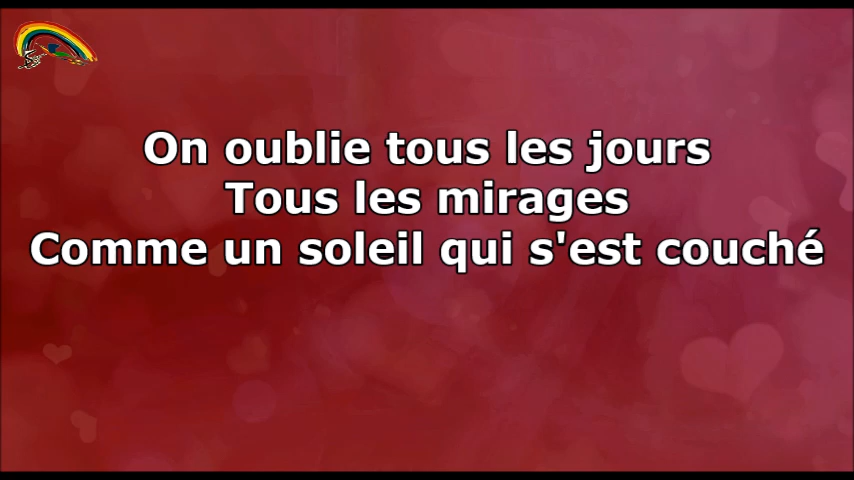 On oublie tous les jours
Tous les mirages
Comme un soleil qui s'est couché